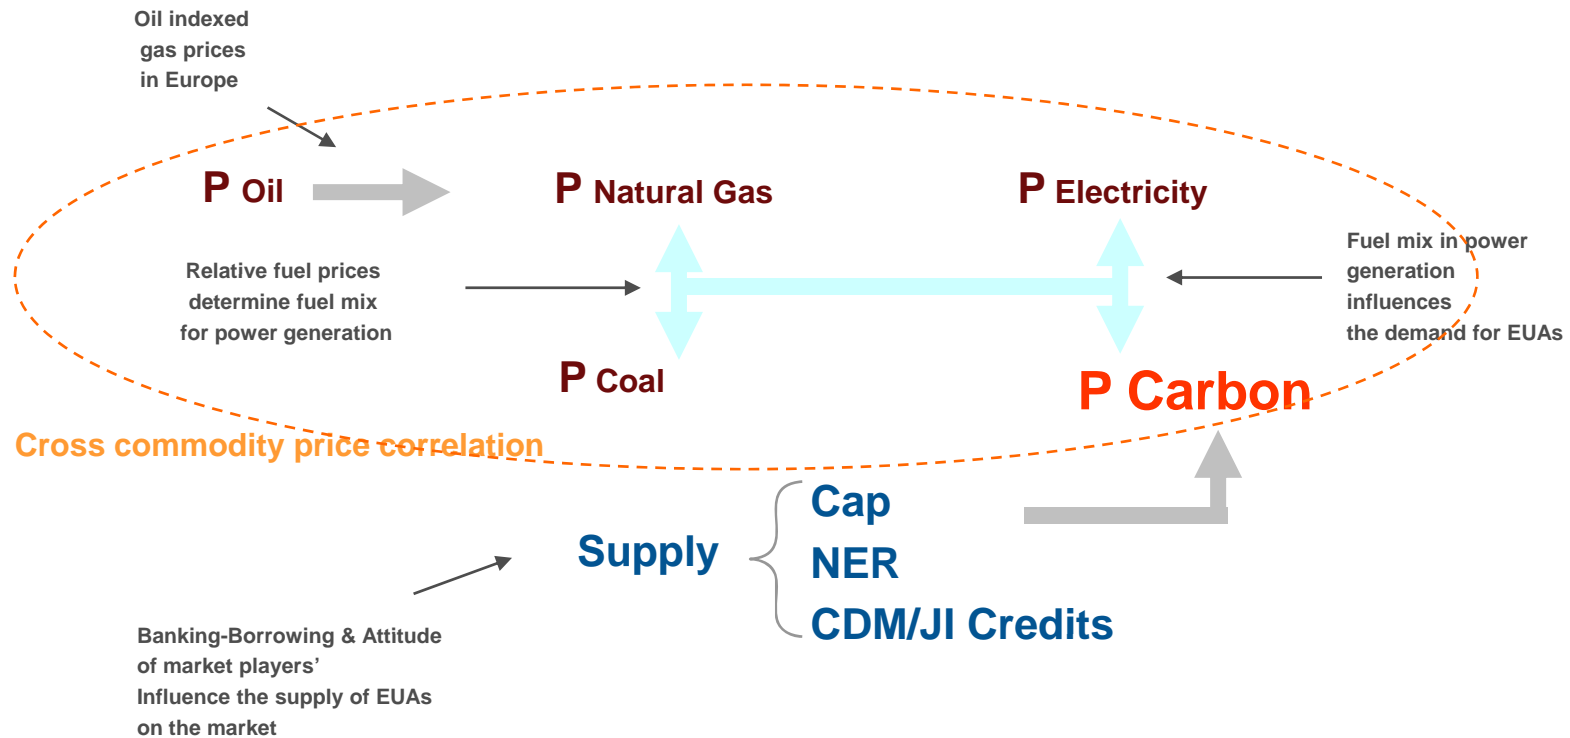 Oil indexed
gas prices
in Europe
P Oil
P Natural Gas
P Electricity
Relative fuel prices
determine fuel mix
for power generation
Fuel mix in power
generation
influences
the demand for EUAs
P Coal
P Carbon
Cross commodity price correlation
Supply
Cap
NER
CDM/JI Credits
Banking-Borrowing & Attitude
of market players’
Influence the supply of EUAs
on the market